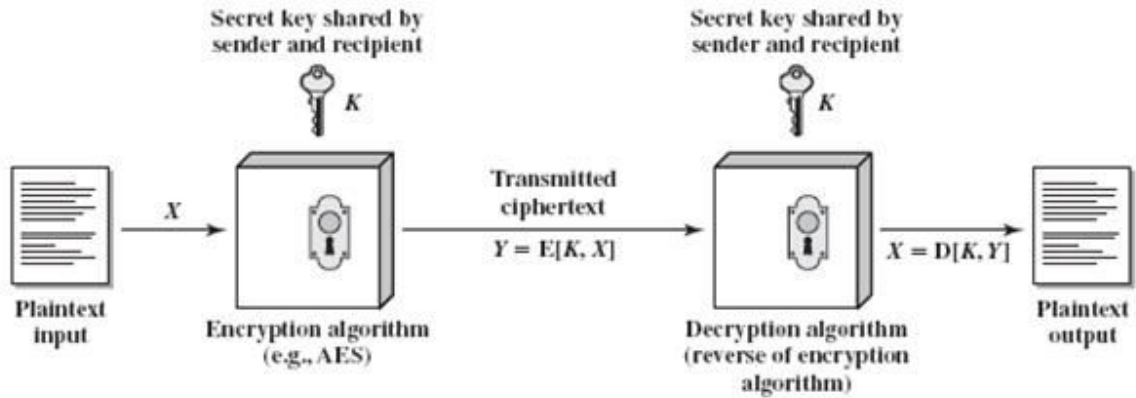 Secret key shared by
sender and recipient
K
Secret key shared by
sender and recipient
K
X
Transmitted
ciphertext
Y = E[K, X]
X = D[K, Y]
Plaintext
input
Encryption algorithm
(e.g., AES)
Decryption algorithm
(reverse of encryption
algorithm)
Plaintext
output